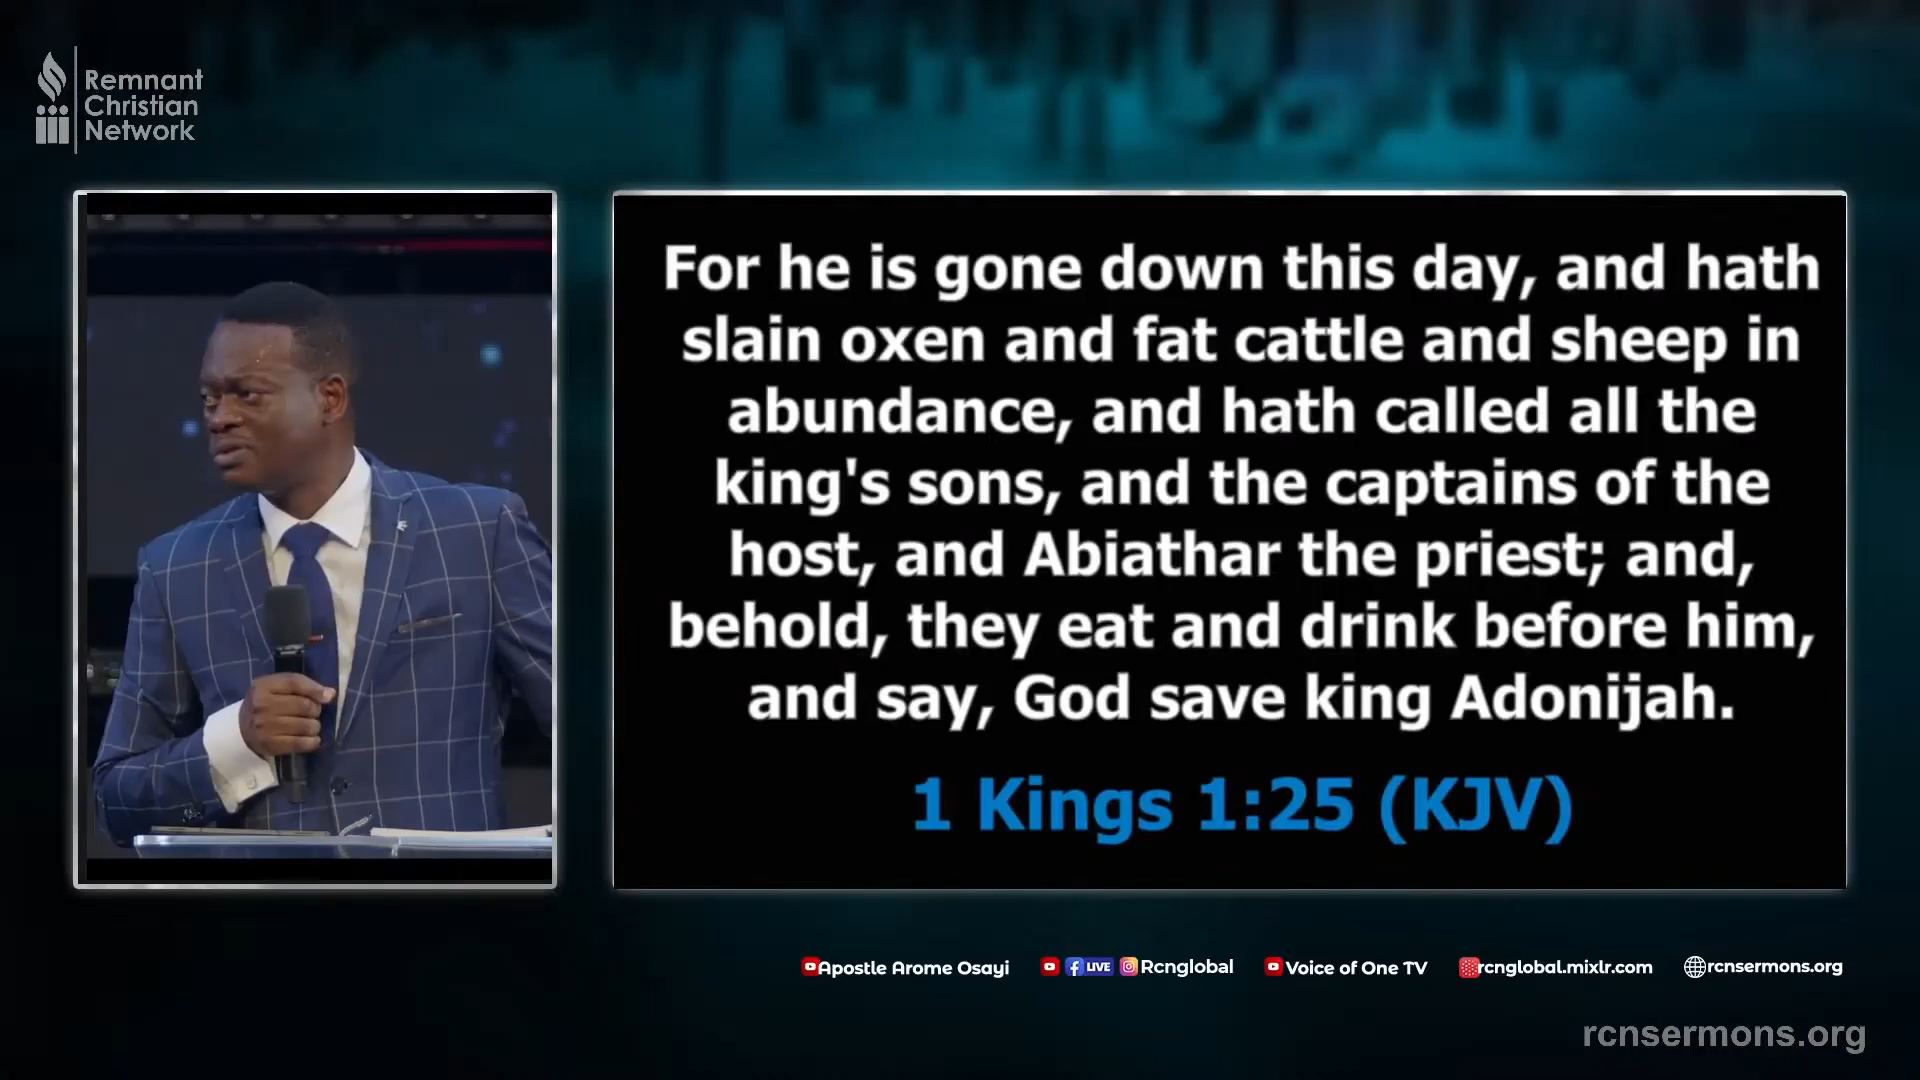 Remnant
Christian
Network
For he is gone down this day, and hath
slain oxen and fat cattle and sheep in
abundance, and hath called all the
king's sons, and the captains of the
host, and Abiathar the priest; and,
behold, they eat and drink before him,
and say, God save king Adonijah.
1 Kings 1:25 (KJV)
Apostle Arome Osayi LIVE Rcnglobal Voice of One TV rcnglobal.mixlr.com rcnsermons.org
rcnsermons.org